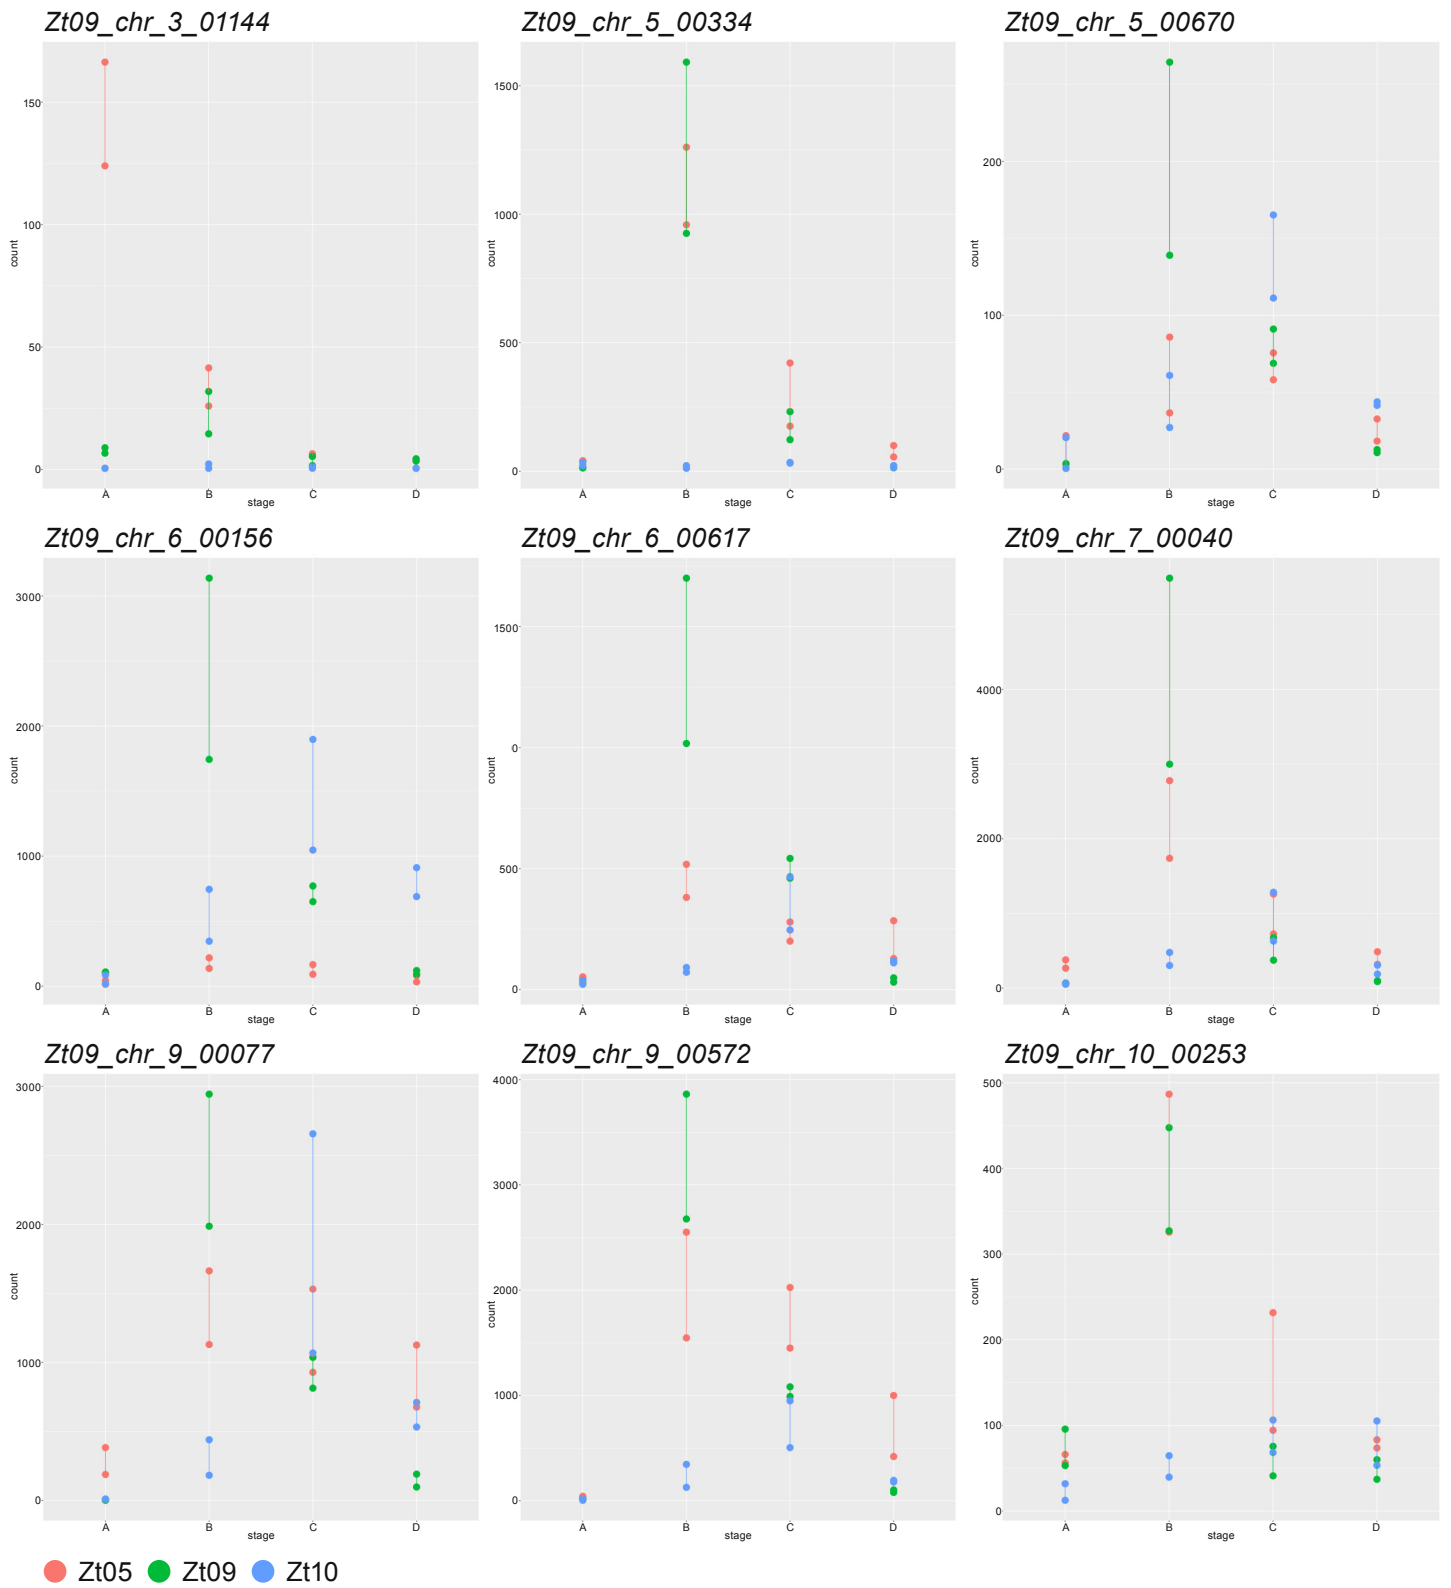 Zt09_chr_3_01144
Zt09_chr_5_00334
Zt09_chr_5_00670
150
100
50
0
count
A B C D
stage
1500
1000
500
0
count
A B C D
stage
200
100
0
count
A B C D
stage
Zt09_chr_6_00156
Zt09_chr_6_00617
Zt09_chr_7_00040
3000
2000
1000
0
count
A B C D
stage
1500
0
500
0
count
A B C D
stage
4000
2000
0
count
A B C D
stage
Zt09_chr_9_00077
Zt09_chr_9_00572
Zt09_chr_10_00253
3000
2000
1000
0
count
A B C D
stage
4000
3000
2000
1000
0
count
A B C D
stage
500
400
300
200
100
0
count
A B C D
stage
Zt05 Zt09 Zt10